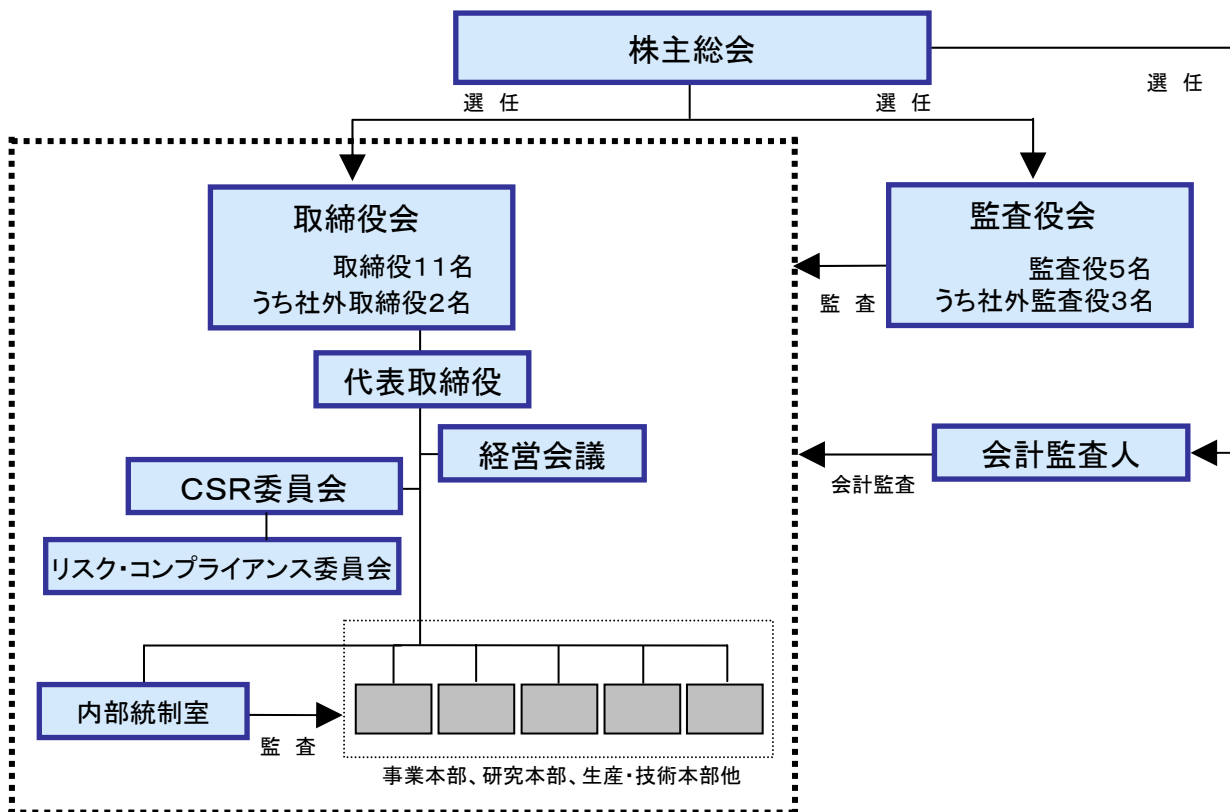 株主総会
選 任
選 任
選 任
取締役会
取締役11名
うち社外取締役2名
監査役会
監査役5名
うち社外監査役3名
監 査
代表取締役
経営会議
会計監査人
会計監査
CSR委員会
リスク・コンプライアンス委員会
内部統制室
監 査
事業本部、研究本部、生産・技術本部他